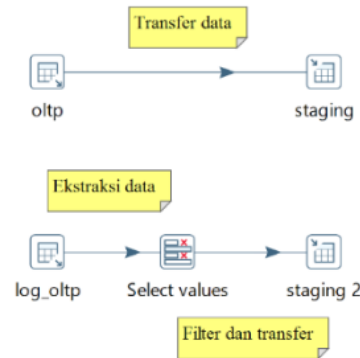 Transfer data
oltp
staging
Ekstraksi data
log_oltp
Select values
staging 2
Filter dan transfer